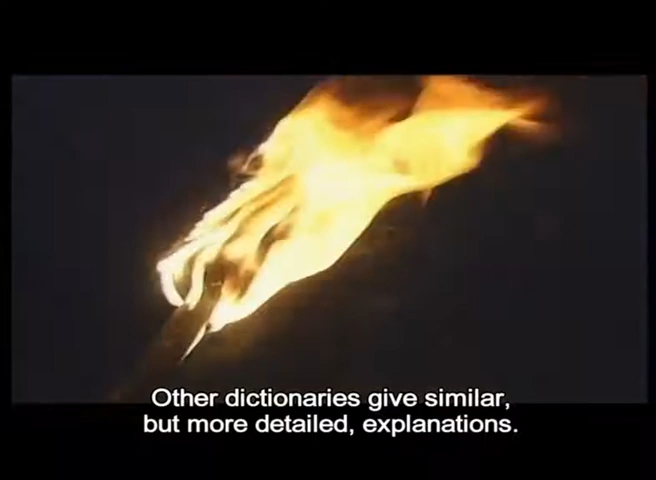 Other dictionaries give similar,
but more detailed, explanations.